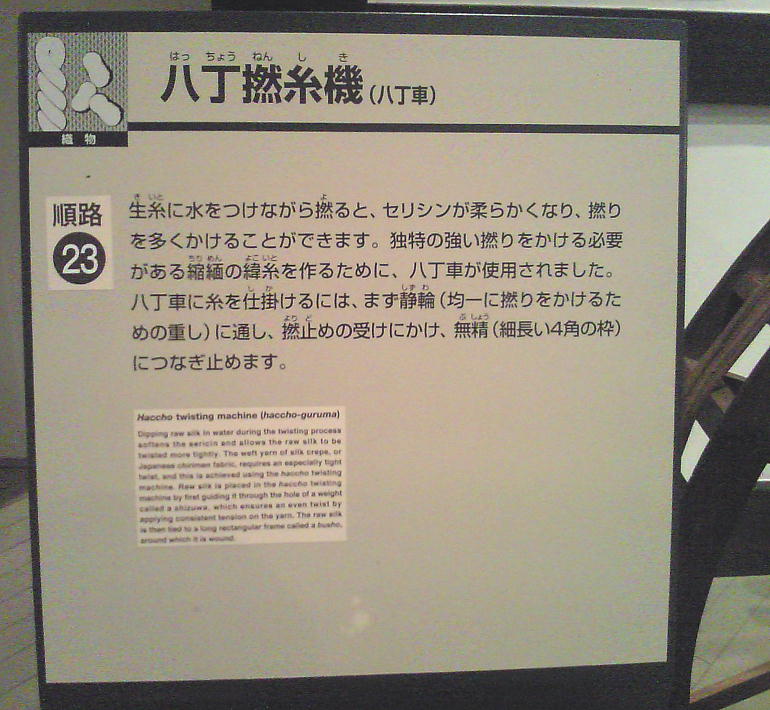 はっ ちょう ねん し き
八丁撚糸機(八丁車)
織物
順路
23
き いと よ
生糸に水をつけながら撚ると、セリシンが柔らかくなり、撚り
を多くかけることができます。独特の強い撚りをかける必要
ちり めん よこ いと
がある縮緬の緯糸を作るために、八丁車が使用されました。
し か しず わ
八丁車に糸を仕掛けるには、まず静輪(均一に撚りをかけるた
より ど ぶ しょう
めの重し)に通し、撚止めの受けにかけ、無精(細長い4角の枠)
につなぎ止めます。
Haccho twisting machine (haccho-guruma)
Dipping raw silk in water during the twisting process
softens the sericin and allows the raw silk to be
twisted more tightly. The weft yarn of silk crepe, or
Japanese chirimen fabric, requires an especially tight
twist, and this is achieved using the haccho twisting
machine. Raw silk is placed in the haccho twisting
machine by first guiding it through the hole of a weight
called a shizuwa, which ensures an even twist by
applying consistent tension on the yarn. The raw silk
is then tied to a long rectangular frame called a busho,
around which it is wound.